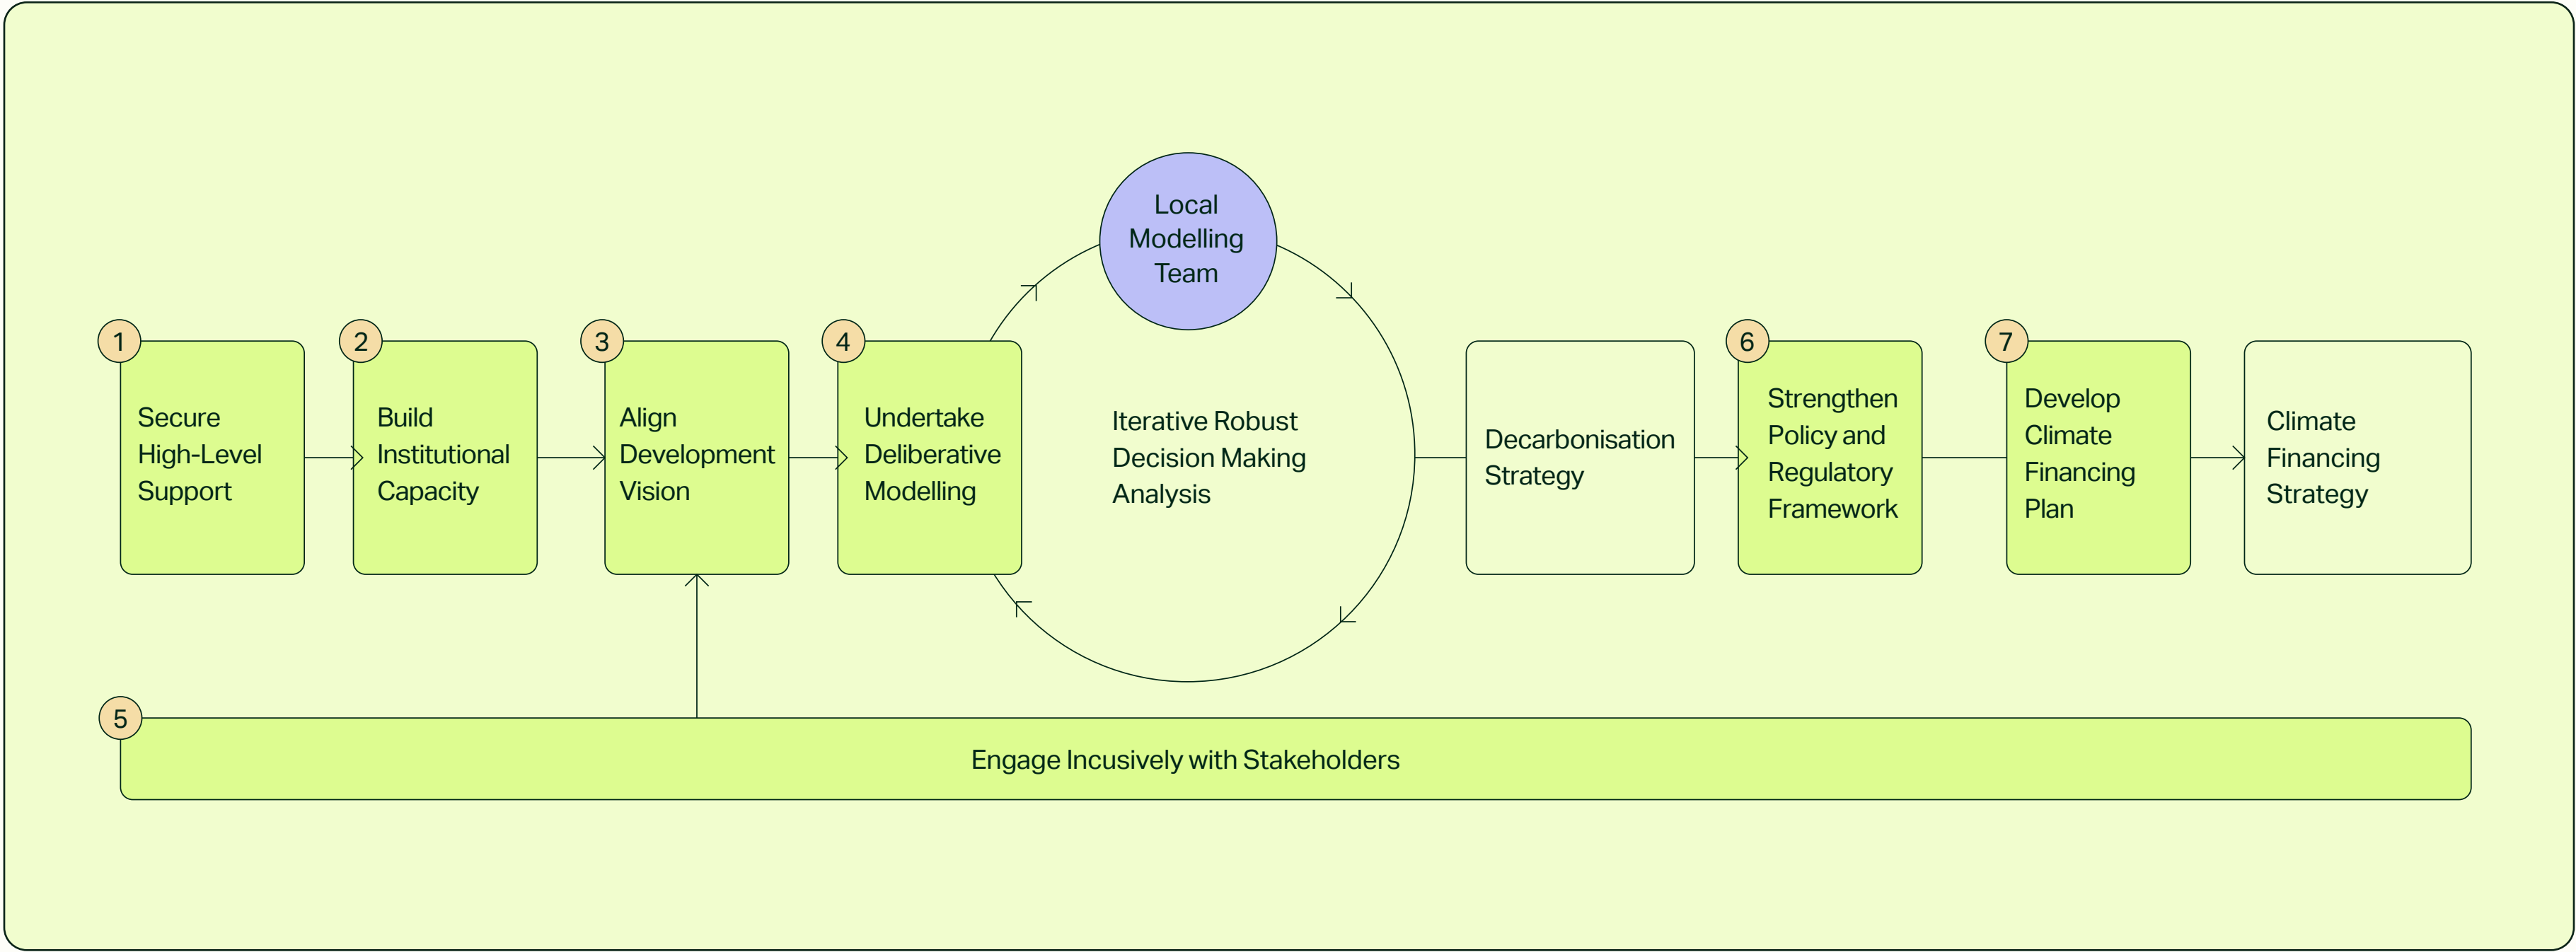 Local
Modelling
Team
1
Secure
High-Level
Support
2
Build
Institutional
Capacity
3
Align
Development
Vision
4
Undertake
Deliberative
Modelling
Iterative Robust
Decision Making
Analysis
Decarbonisation
Strategy
6
Strengthen
Policy and
Regulatory
Framework
7
Develop
Climate
Financing
Plan
Climate
Financing
Strategy
5
Engage Incusively with Stakeholders